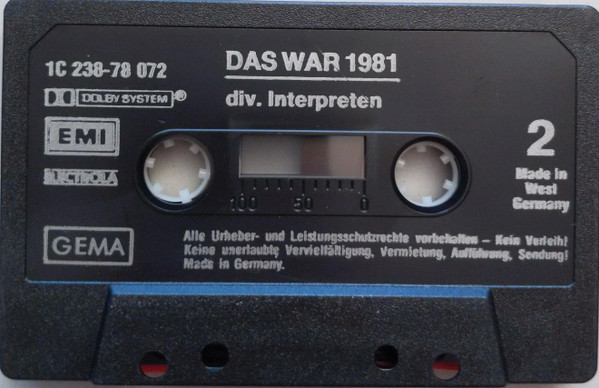 1C 238-78 072
DAS WAR 1981
DOLBY SYSTEM®
div. Interpreten
EMI
2
ELECTROLA
Made in
West
Germany
100 50 0
GEMA
Alle Urheber- und Leistungsschutzrechte vorbehalten – Kein Verleih!
Keine unerlaubte Vervielfältigung, Vermietung, Aufführung, Sendung!
Made in Germany.